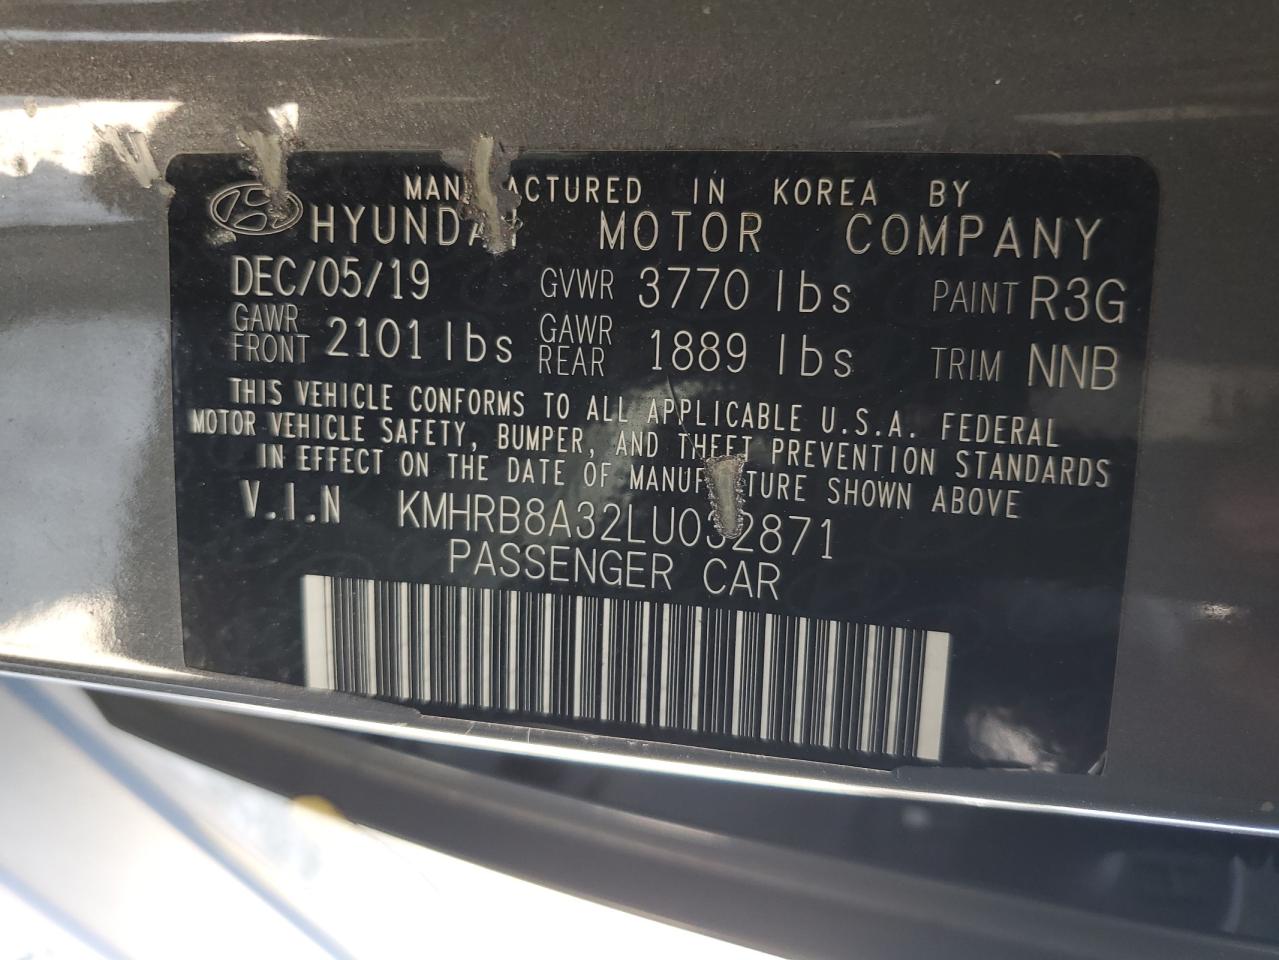 MANUFACTURED IN KOREA BY
HYUNDAI MOTOR COMPANY
DEC/05/19 GVWR 3770 lbs PAINT R3G
GAWR FRONT 2101 lbs GAWR REAR 1889 lbs TRIM NNB
THIS VEHICLE CONFORMS TO ALL APPLICABLE U.S.A. FEDERAL
MOTOR VEHICLE SAFETY, BUMPER, AND THEFT PREVENTION STANDARDS
IN EFFECT ON THE DATE OF MANUFACTURE SHOWN ABOVE
V.I.N KMHRB8A32LU032871
PASSENGER CAR